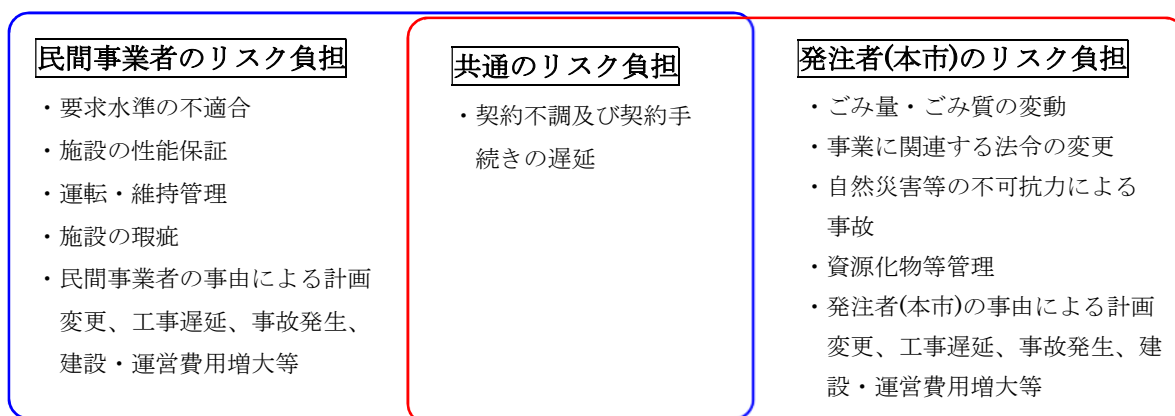 民間事業者のリスク負担
・要求水準の不適合
・施設の性能保証
・運転・維持管理
・施設の瑕疵
・民間事業者の事由による計画
変更、工事遅延、事故発生、
建設・運営費用増大等
共通のリスク負担
・契約不調及び契約手
続きの遅延
発注者(本市)のリスク負担
・ごみ量・ごみ質の変動
・事業に関連する法令の変更
・自然災害等の不可抗力による
事故
・資源化物等管理
・発注者(本市)の事由による計画
変更、工事遅延、事故発生、建
設・運営費用増大等